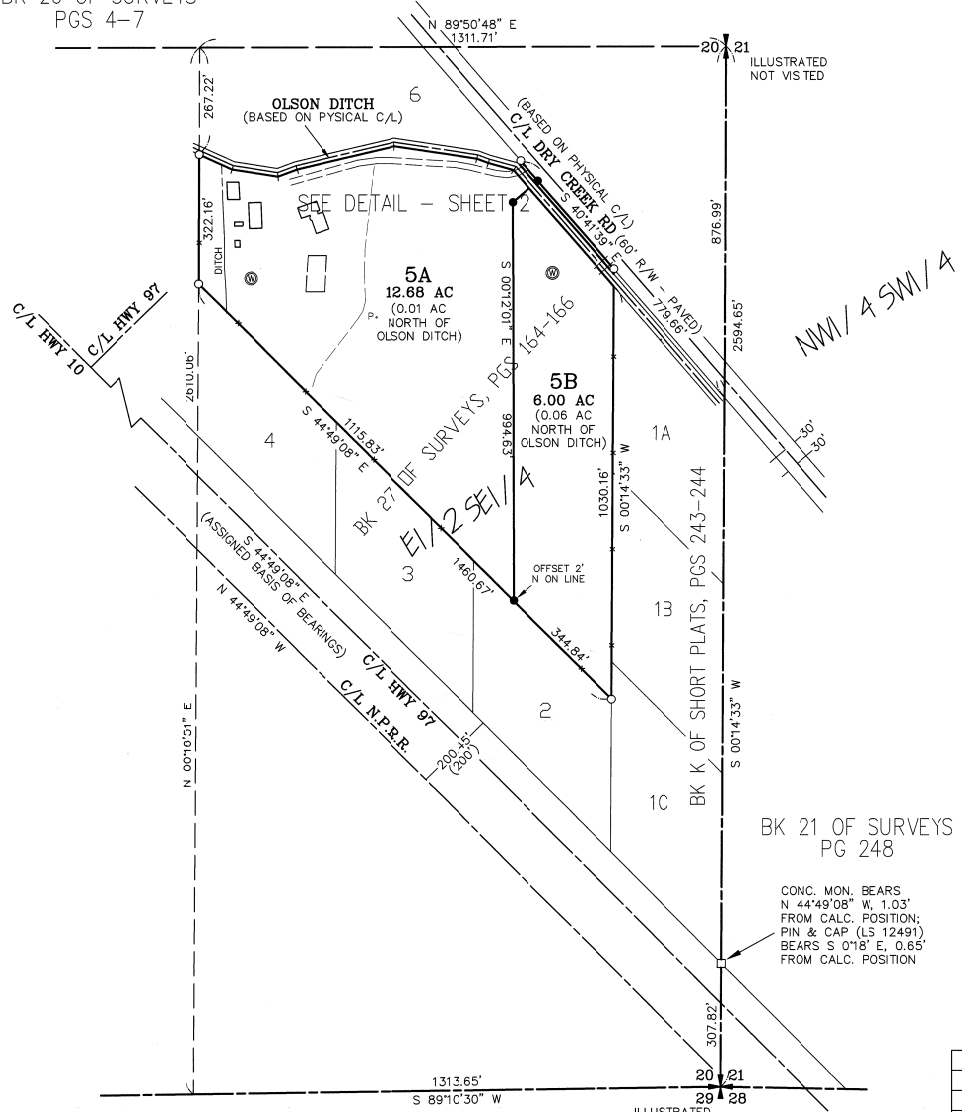 BK 26 OF SURVEYS
PGS 4-7
N 89°50'48" E
1311.71'
20 21
ILLUSTRATED
NOT VISTED
267.22'
6
OLSON DITCH
(BASED ON PYSICAL C/L)
(BASED ON PHYSICAL C/L)
C/L DRY CREEK RD (60' R/W - PAVED)
S 40°41'39" E
779.66'
876.99'
SEE DETAIL - SHEET 2
322.16'
DITCH
W
W
5A
12.68 AC
(0.01 AC
NORTH OF
OLSON DITCH)
P.
S 00°12'01" E
994.63'
NW1/4 SW1/4
2594.65'
C/L HWY 97
C/L HWY 10
2610.06'
5B
6.00 AC
(0.06 AC
NORTH OF
OLSON DITCH)
BK 27 OF SURVEYS, PGS 164-166
1A
30'
30'
4
1115.83'
S 44°49'08" E
1030.16'
S 00°14'33" W
E1/2 SE1/4
BK K OF SHORT PLATS, PGS 243-244
3
1460.67'
OFFSET 2'
N ON LINE
S 44°49'08" E
(ASSIGNED BASIS OF BEARINGS)
N 44°49'08" W
1B
344.84'
C/L HWY 97
C/L N.P.R.R.
2
S 00°14'33" W
N 00°10'51" E
200.45'
(200')
1C
BK 21 OF SURVEYS
PG 248
CONC. MON. BEARS
N 44°49'08" W, 1.03'
FROM CALC. POSITION;
PIN & CAP (LS 12491)
BEARS S 0°18' E, 0.65'
FROM CALC. POSITION
307.82'
1313.65'
S 89°10'30" W
20 21
29 28
ILLUSTRATED